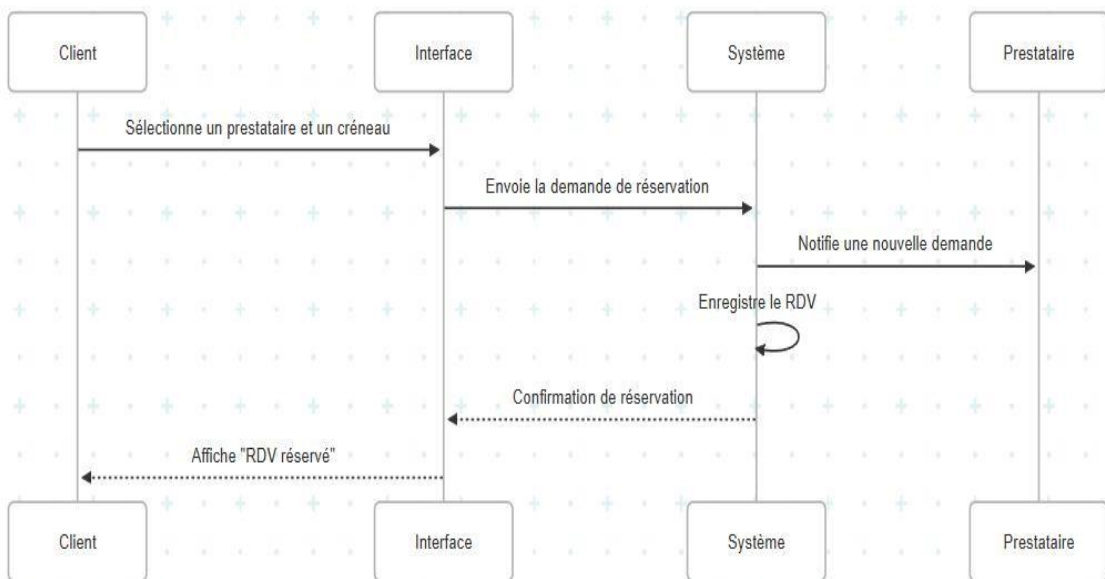 Client
Interface
Système
Prestataire
Sélectionne un prestataire et un créneau
Envoie la demande de réservation
Notifie une nouvelle demande
Enregistre le RDV
Confirmation de réservation
Affiche "RDV réservé"
Client
Interface
Système
Prestataire